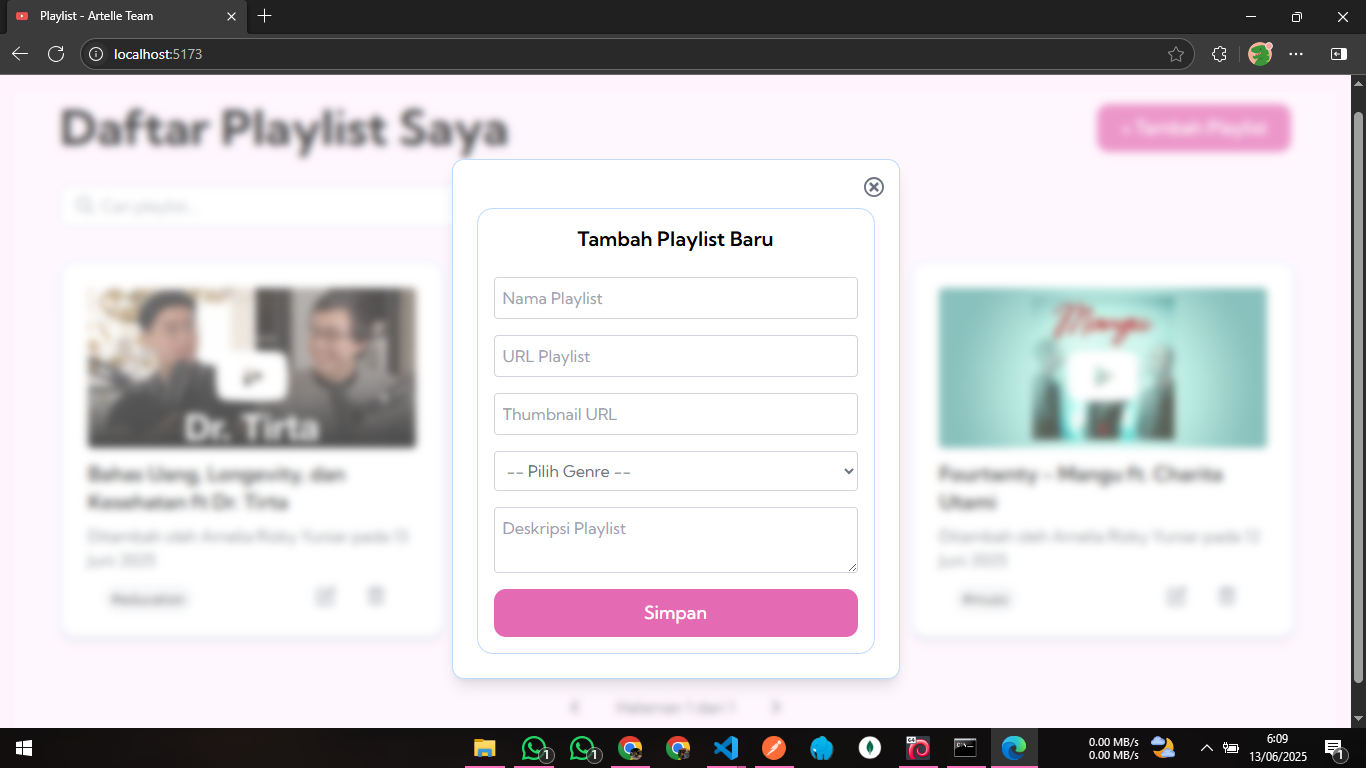 Playlist - Artelle Team
localhost:5173
Daftar Playlist Saya
+ Tambah Playlist
Cari playlist...
Tambah Playlist Baru
Nama Playlist
URL Playlist
Thumbnail URL
-- Pilih Genre --
Deskripsi Playlist
Simpan
Dr. Tirta
Bahas Uang, Longevity, dan
Kesehatan ft Dr. Tirta
Ditambah oleh Amelia Rizky Yuniar pada 13
Juni 2025
#education
Mangu
Fourtwnty - Mangu ft. Charita
Utami
Ditambah oleh Amelia Rizky Yuniar pada 12
Juni 2025
#music
Halaman 1 dari 1
0.00 MB/s
0.00 MB/s
6:09
13/06/2025
1
1
64
1